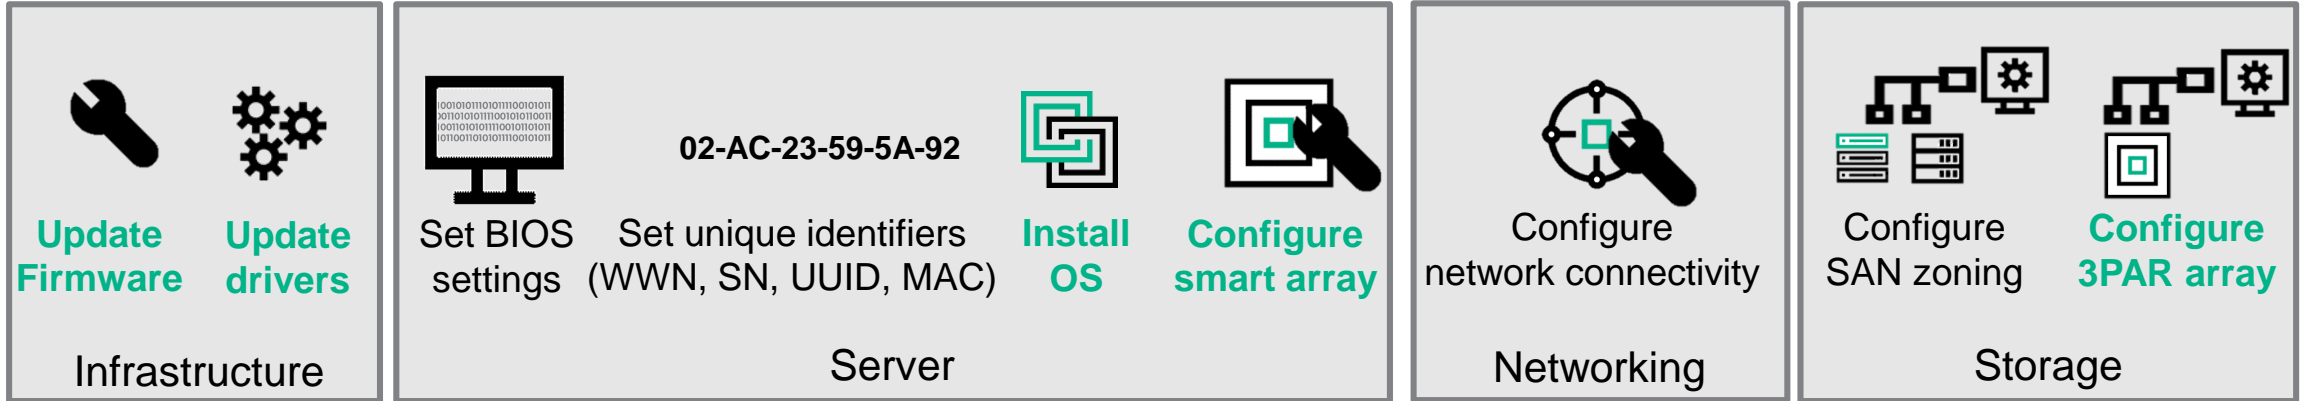 Update
Firmware
Update
drivers
Infrastructure
02-AC-23-59-5A-92
Set BIOS
settings
Set unique identifiers
(WWN, SN, UUID, MAC)
Install
OS
Configure
smart array
Server
Configure
network connectivity
Networking
Configure
SAN zoning
Configure
3PAR array
Storage